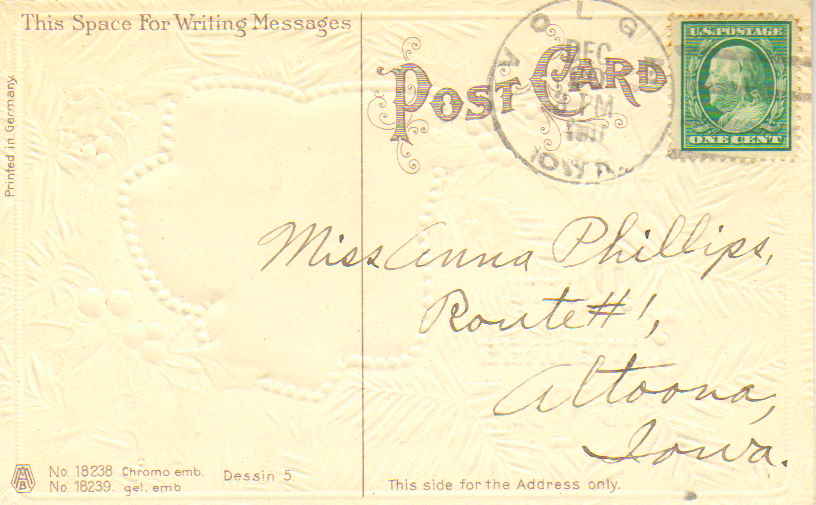 This Space For Writing Messages
Printed in Germany.
POST CARD
VOLGA
DEC
PM
IOWA
U.S. POSTAGE
ONE CENT
Miss Anna Phillips,
Route #1,
Altoona,
Iowa.
No 18238 Chromo emb.
No 18239. gel. emb
Dessin 5
This side for the Address only.